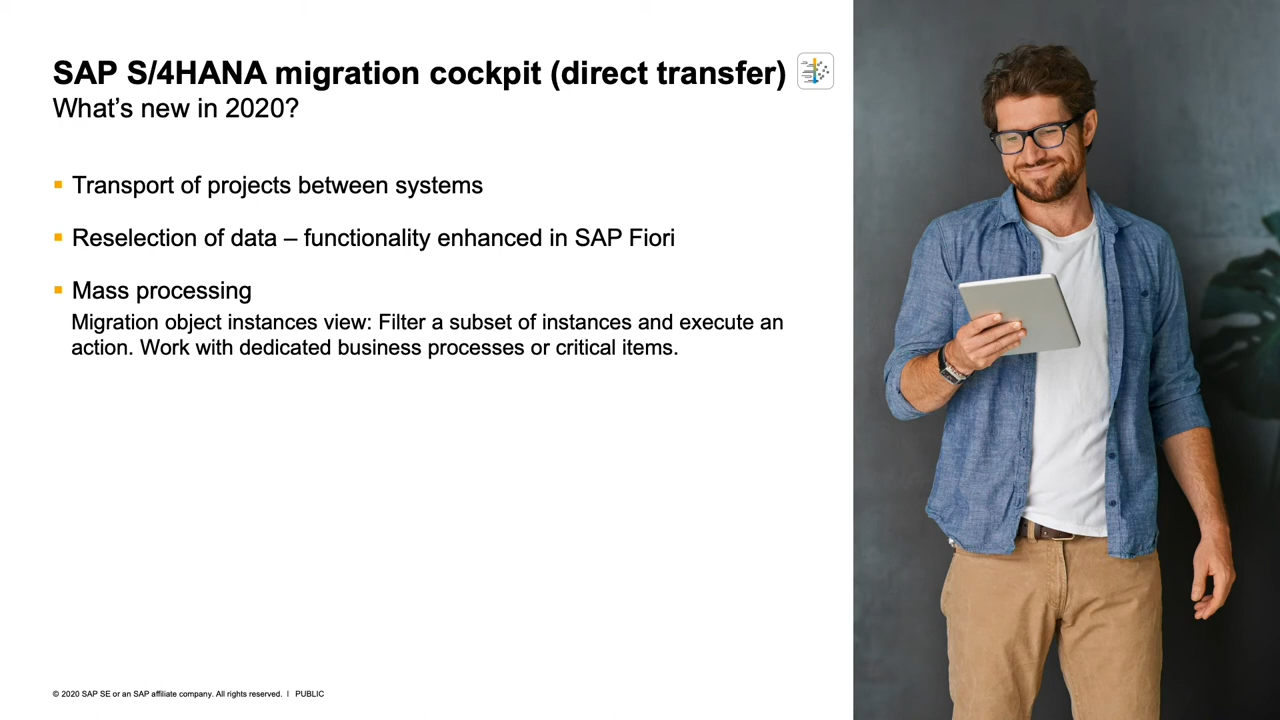 SAP S/4HANA migration cockpit (direct transfer)
What's new in 2020?
▪ Transport of projects between systems
▪ Reselection of data – functionality enhanced in SAP Fiori
▪ Mass processing
Migration object instances view: Filter a subset of instances and execute an
action. Work with dedicated business processes or critical items.
© 2020 SAP SE or an SAP affiliate company. All rights reserved. | PUBLIC